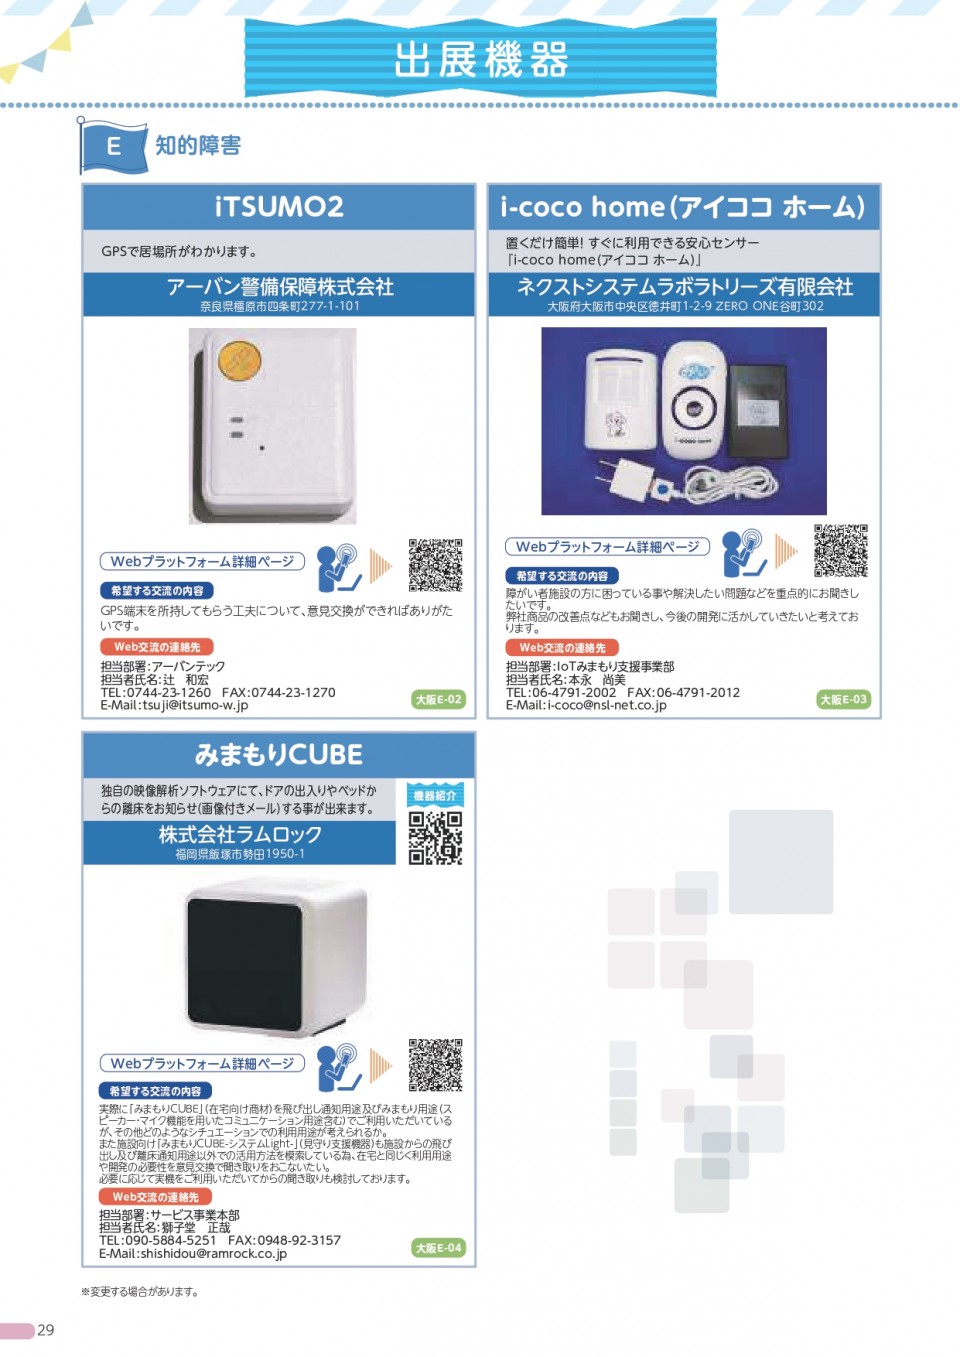 出展機器
E 知的障害
iTSUMO2
GPSで居場所がわかります。
アーバン警備保障株式会社
奈良県橿原市四条町277-1-101
Webプラットフォーム詳細ページ
希望する交流の内容
GPS端末を所持してもらう工夫について、意見交換ができればありがた
いです。
Web交流の連絡先
担当部署:アーバンテック
担当者氏名:辻 和宏
TEL:0744-23-1260 FAX:0744-23-1270
E-Mail:tsuji@itsumo-w.jp
大阪E-02
i-coco home(アイココ ホーム)
置くだけ簡単! すぐに利用できる安心センサー
『i-coco home(アイココ ホーム)』
ネクストシステムラボラトリーズ有限会社
大阪府大阪市中央区徳井町1-2-9 ZERO ONE谷町302
i-coco home
Webプラットフォーム詳細ページ
希望する交流の内容
障がい者施設の方に困っている事や解決したい問題などを重点的にお聞きし
たいです。
弊社商品の改善点などもお聞きし、今後の開発に活かしていきたいと考えてお
ります。
Web交流の連絡先
担当部署:IoTみまもり支援事業部
担当者氏名:本永 尚美
TEL:06-4791-2002 FAX:06-4791-2012
E-Mail:i-coco@nsl-net.co.jp
大阪E-03
みまもりCUBE
独自の映像解析ソフトウェアにて、ドアの出入りやベッドか
らの離床をお知らせ(画像付きメール)する事が出来ます。
機器紹介
株式会社ラムロック
福岡県飯塚市勢田1950-1
Webプラットフォーム詳細ページ
希望する交流の内容
実際に「みまもりCUBE」(在宅向け商材)を飛び出し通知用途及びみまもり用途(ス
ピーカー・マイク機能を用いたコミュニケーション用途含む)でご利用いただいている
が、その他どのようなシチュエーションでの利用用途が考えられるか。
また施設向け「みまもりCUBE-システムLight-」(見守り支援機器)も施設からの飛び
出し及び離床通知用途以外での活用方法を模索している為、在宅と同じく利用用途
や開発の必要性を意見交換で聞き取りをおこないたい。
必要に応じて実機をご利用いただいてからの聞き取りも検討しております。
Web交流の連絡先
担当部署:サービス事業本部
担当者氏名:獅子堂 正哉
TEL:090-5884-5251 FAX:0948-92-3157
E-Mail:shishidou@ramrock.co.jp
大阪E-04
※変更する場合があります。
29